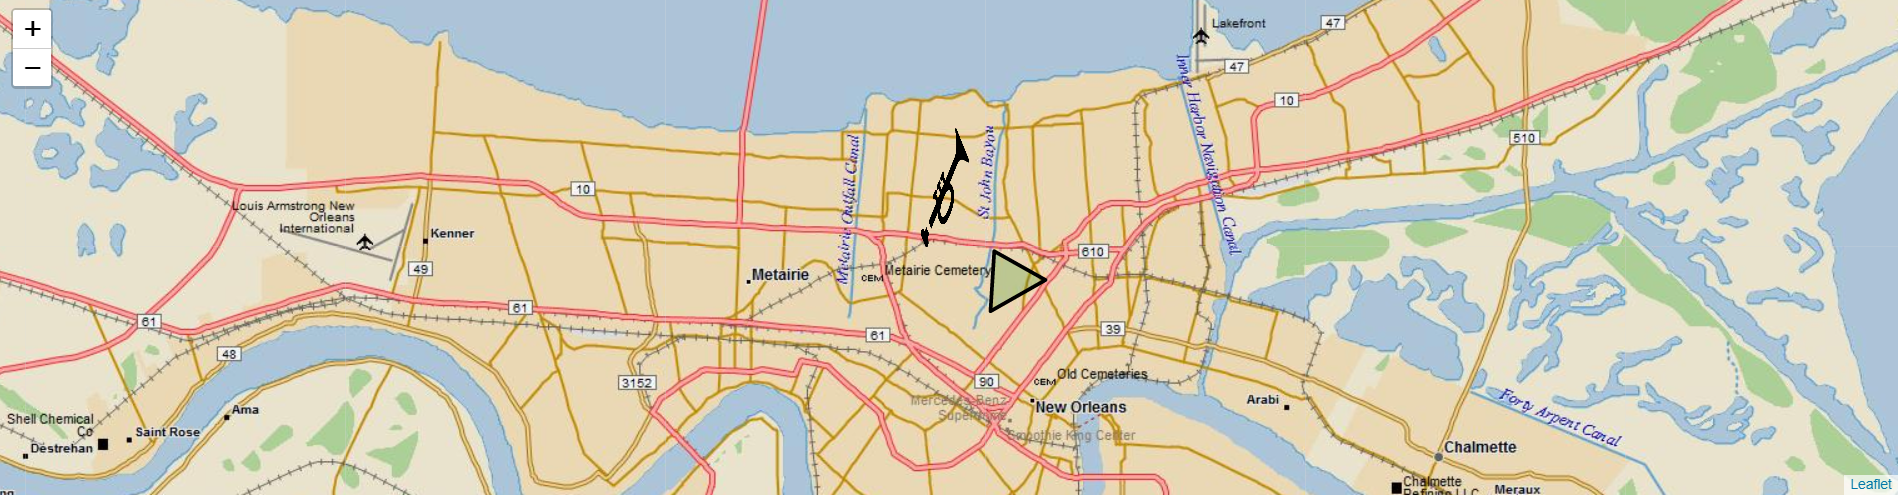 +
−
Lakefront
47
47
Inner Harbor Navigation Canal
10
510
Metairie Outfall Canal
St John Bayou
10
Louis Armstrong New
Orleans
International
Kenner
49
Metairie
CEM
Metairie Cemetery
610
61
61
61
48
39
3152
90
CEM
Old Cemeteries
Mercedes-Benz
Superdome
New Orleans
Smoothie King Center
Arabi
Forty Arpent Canal
Chalmette
Shell Chemical
Co
Destrehan
Saint Rose
Ama
Chalmette
Refining LLC
Meraux
Leaflet